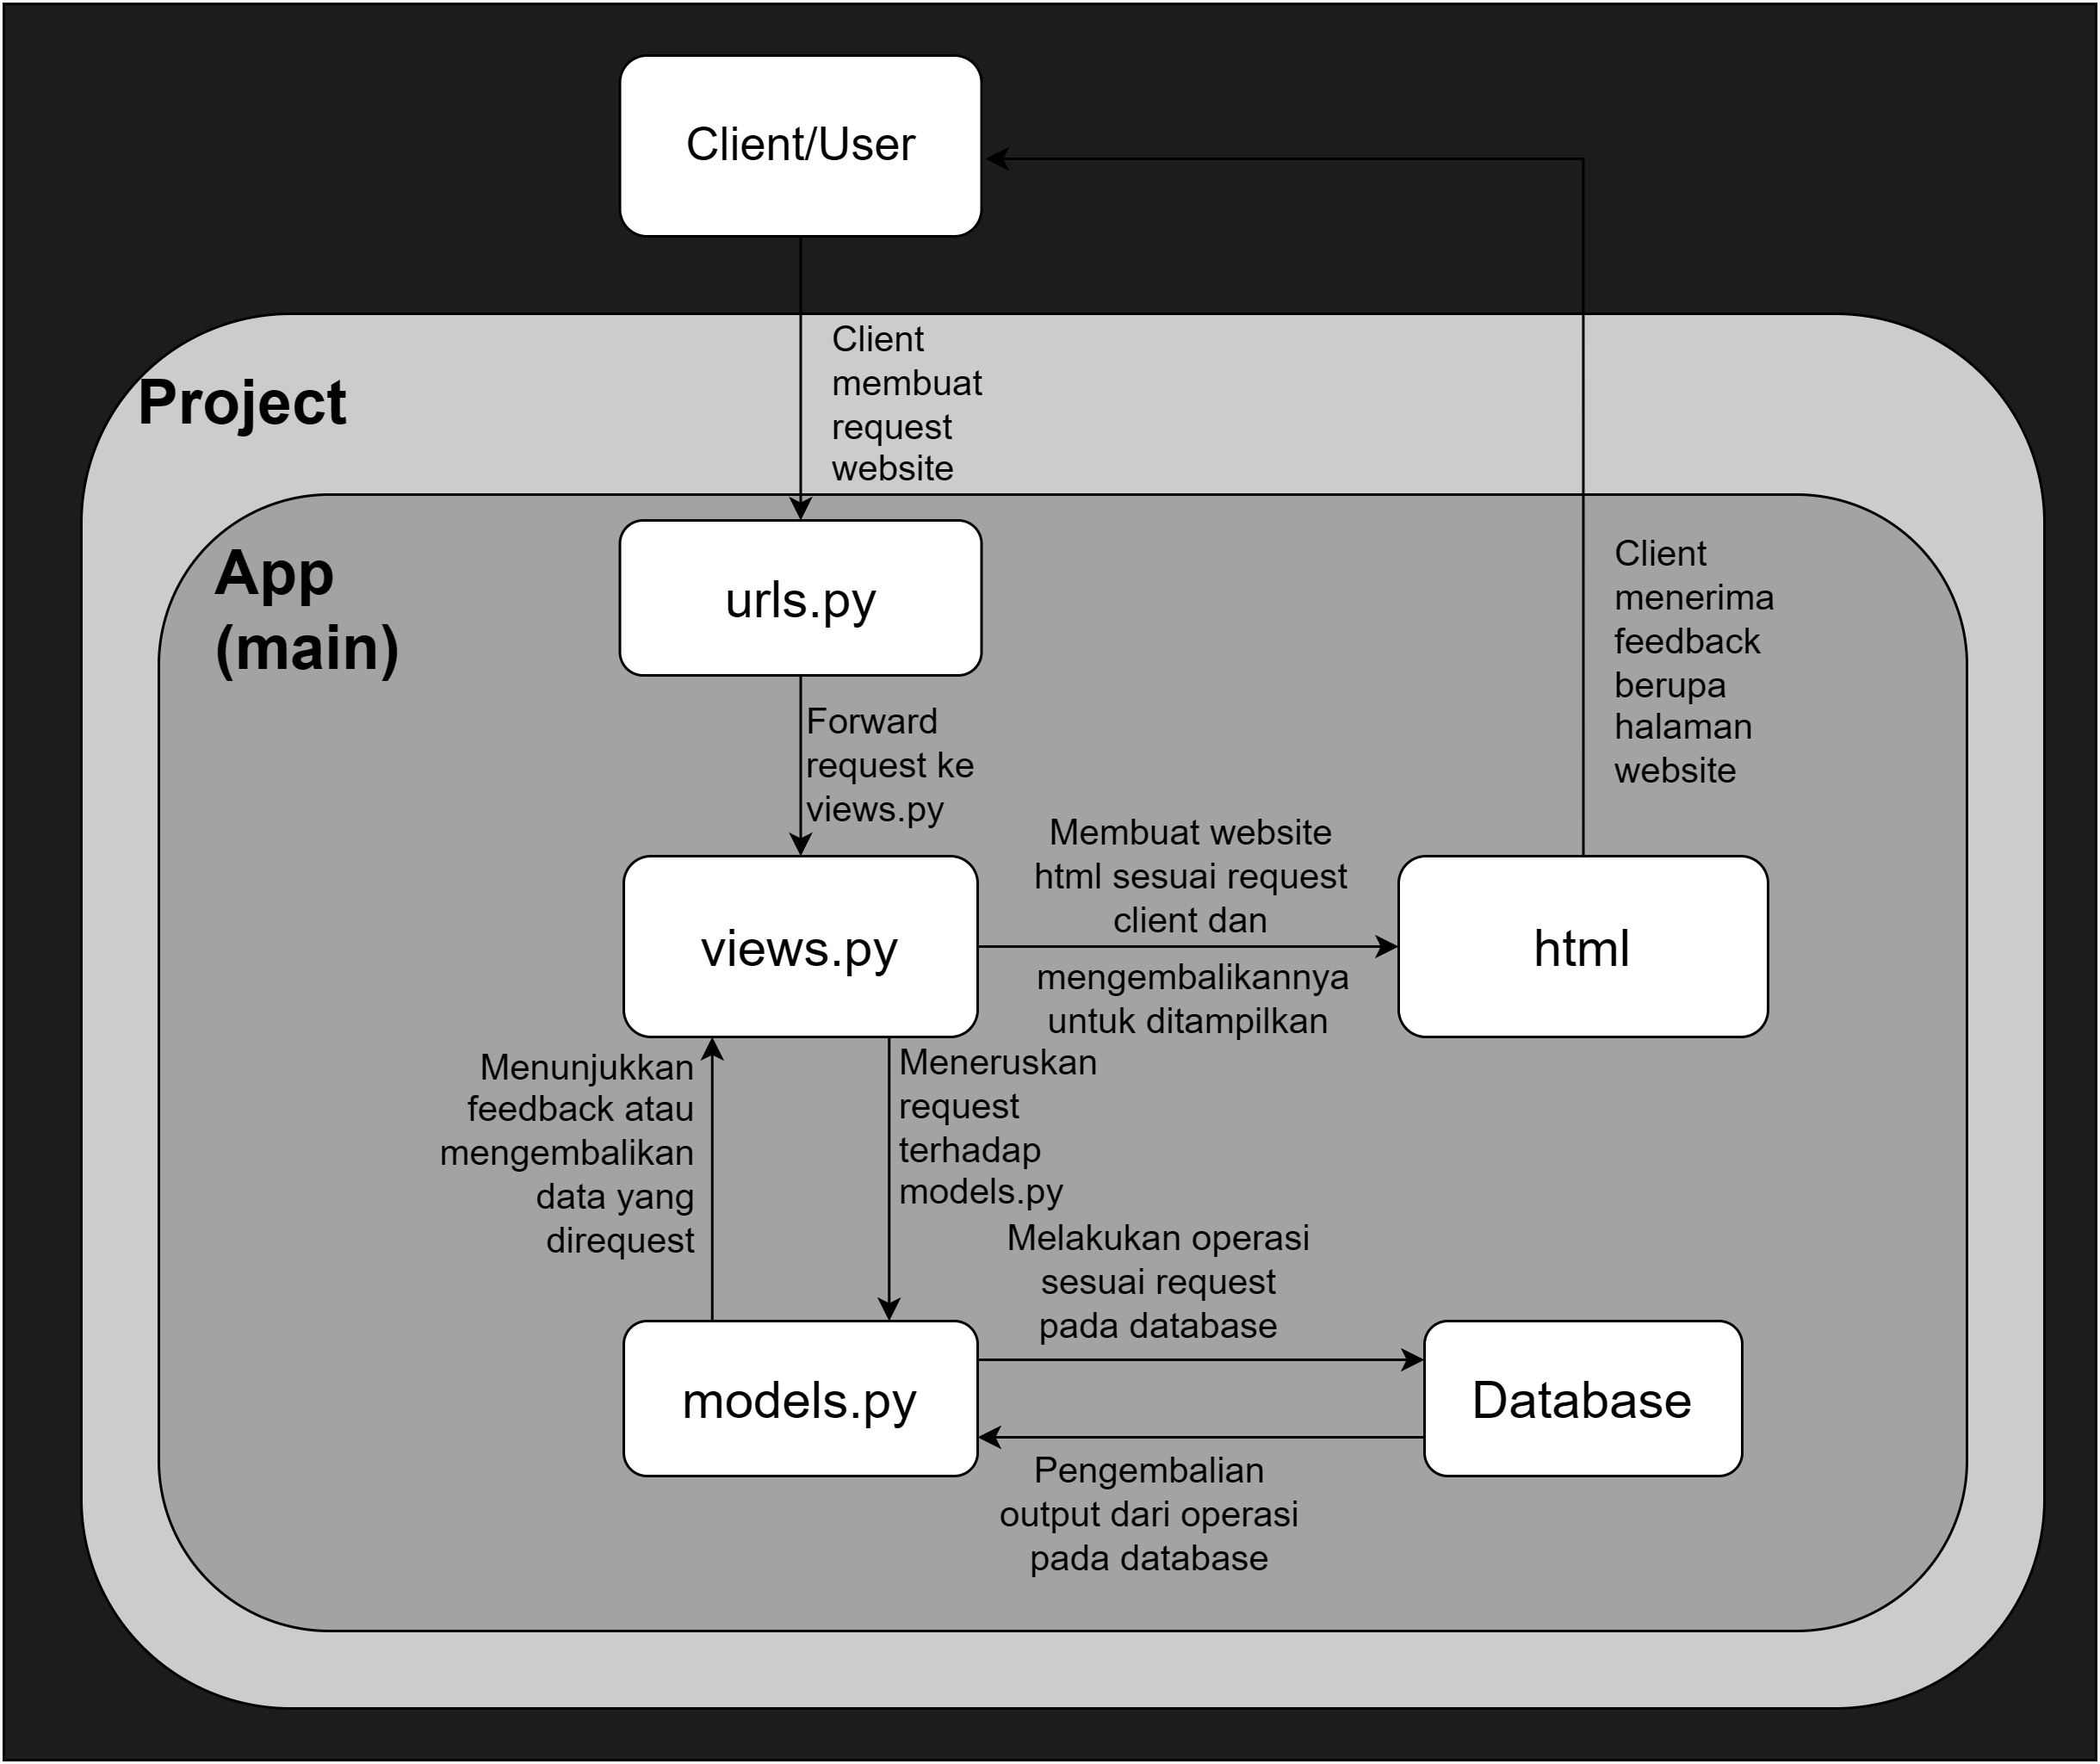 Client/User
Client
membuat
request
website
Project
App
(main)
urls.py
Client
menerima
feedback
berupa
halaman
website
Forward
request ke
views.py
Membuat website
html sesuai request
client dan
mengembalikannya
untuk ditampilkan
views.py
html
Menunjukkan
feedback atau
mengembalikan
data yang
direquest
Meneruskan
request
terhadap
models.py
Melakukan operasi
sesuai request
pada database
models.py
Database
Pengembalian
output dari operasi
pada database